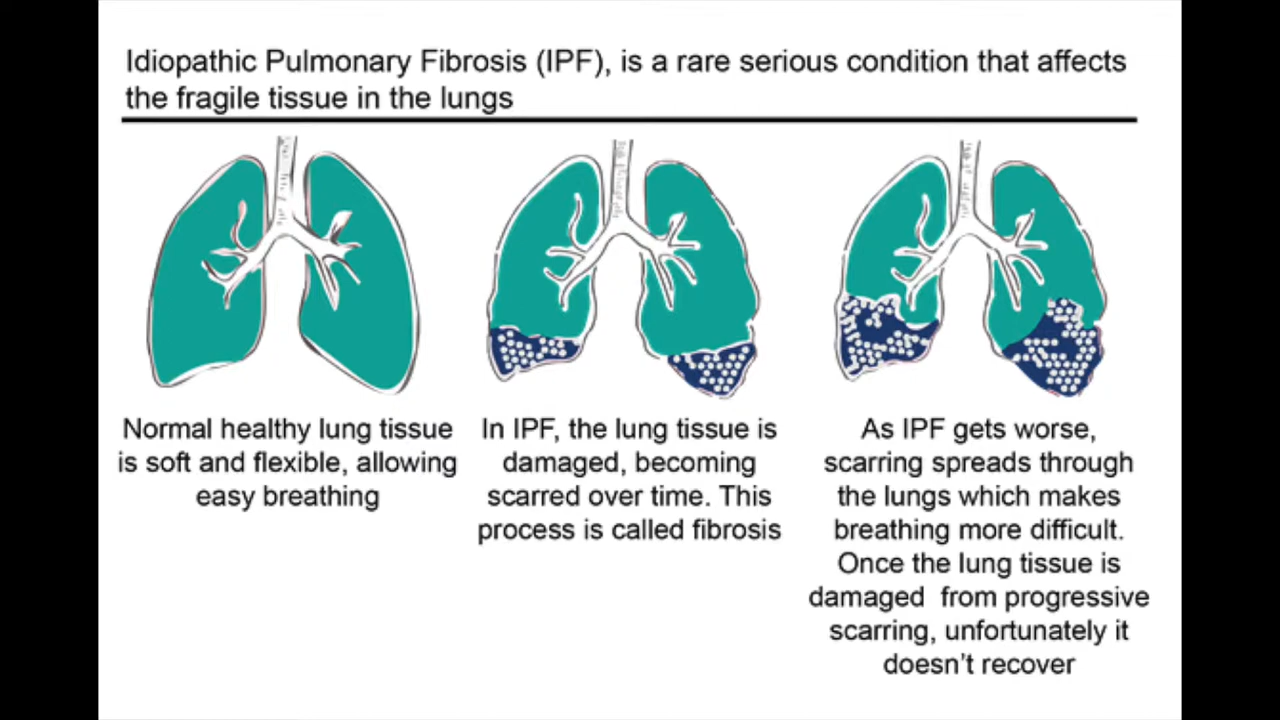 Idiopathic Pulmonary Fibrosis (IPF), is a rare serious condition that affects
the fragile tissue in the lungs
Normal healthy lung tissue
is soft and flexible, allowing
easy breathing
In IPF, the lung tissue is
damaged, becoming
scarred over time. This
process is called fibrosis
As IPF gets worse,
scarring spreads through
the lungs which makes
breathing more difficult.
Once the lung tissue is
damaged  from progressive
scarring, unfortunately it
doesn't recover